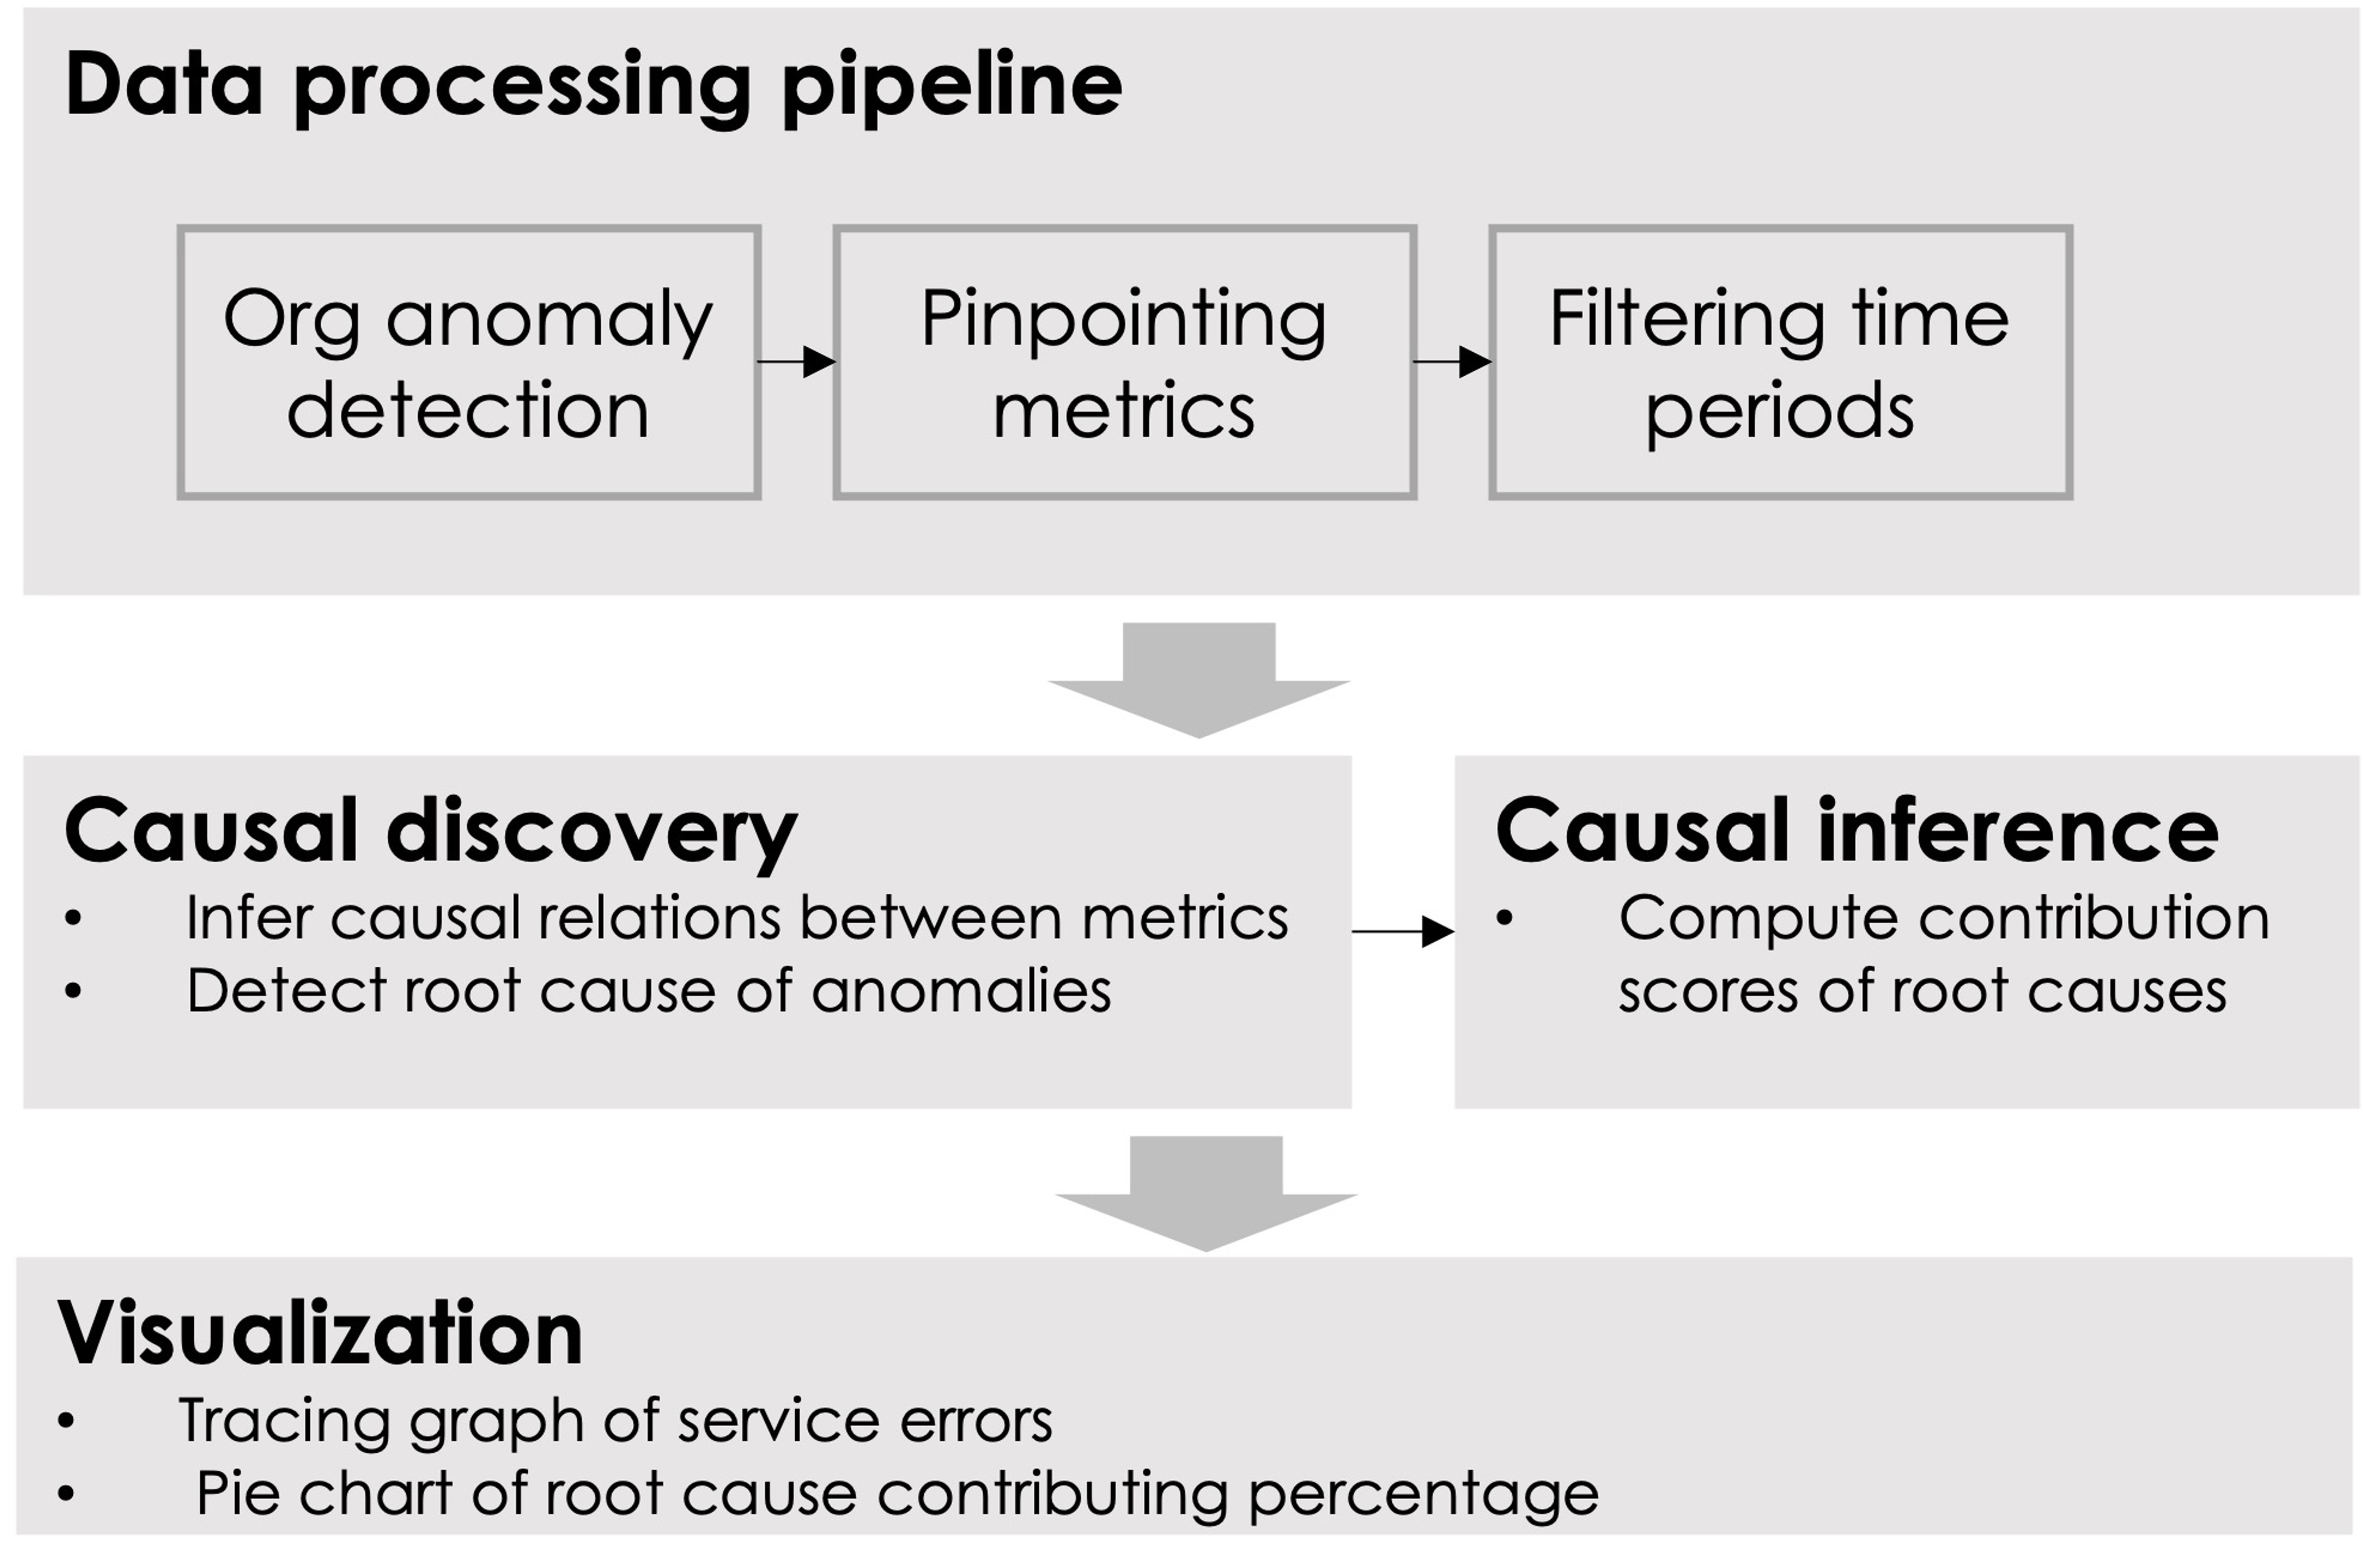 Data processing pipeline
Org anomaly
detection
Pinpointing
metrics
Filtering time
periods
Causal discovery
• Infer causal relations between metrics
• Detect root cause of anomalies
Causal inference
• Compute contribution
scores of root causes
Visualization
• Tracing graph of service errors
• Pie chart of root cause contributing percentage